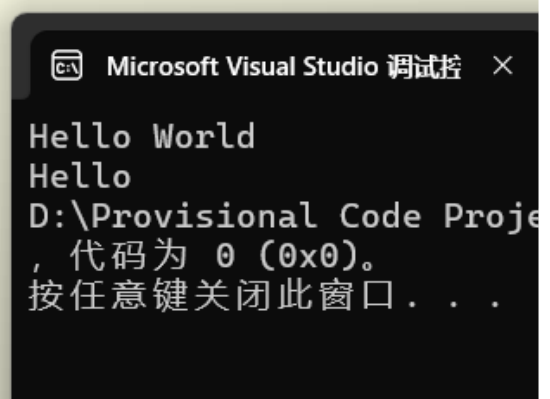 Microsoft Visual Studio 调试控
Hello World
Hello
D:\Provisional Code Proje
, 代码为 0 (0x0)。
按任意键关闭此窗口. . .